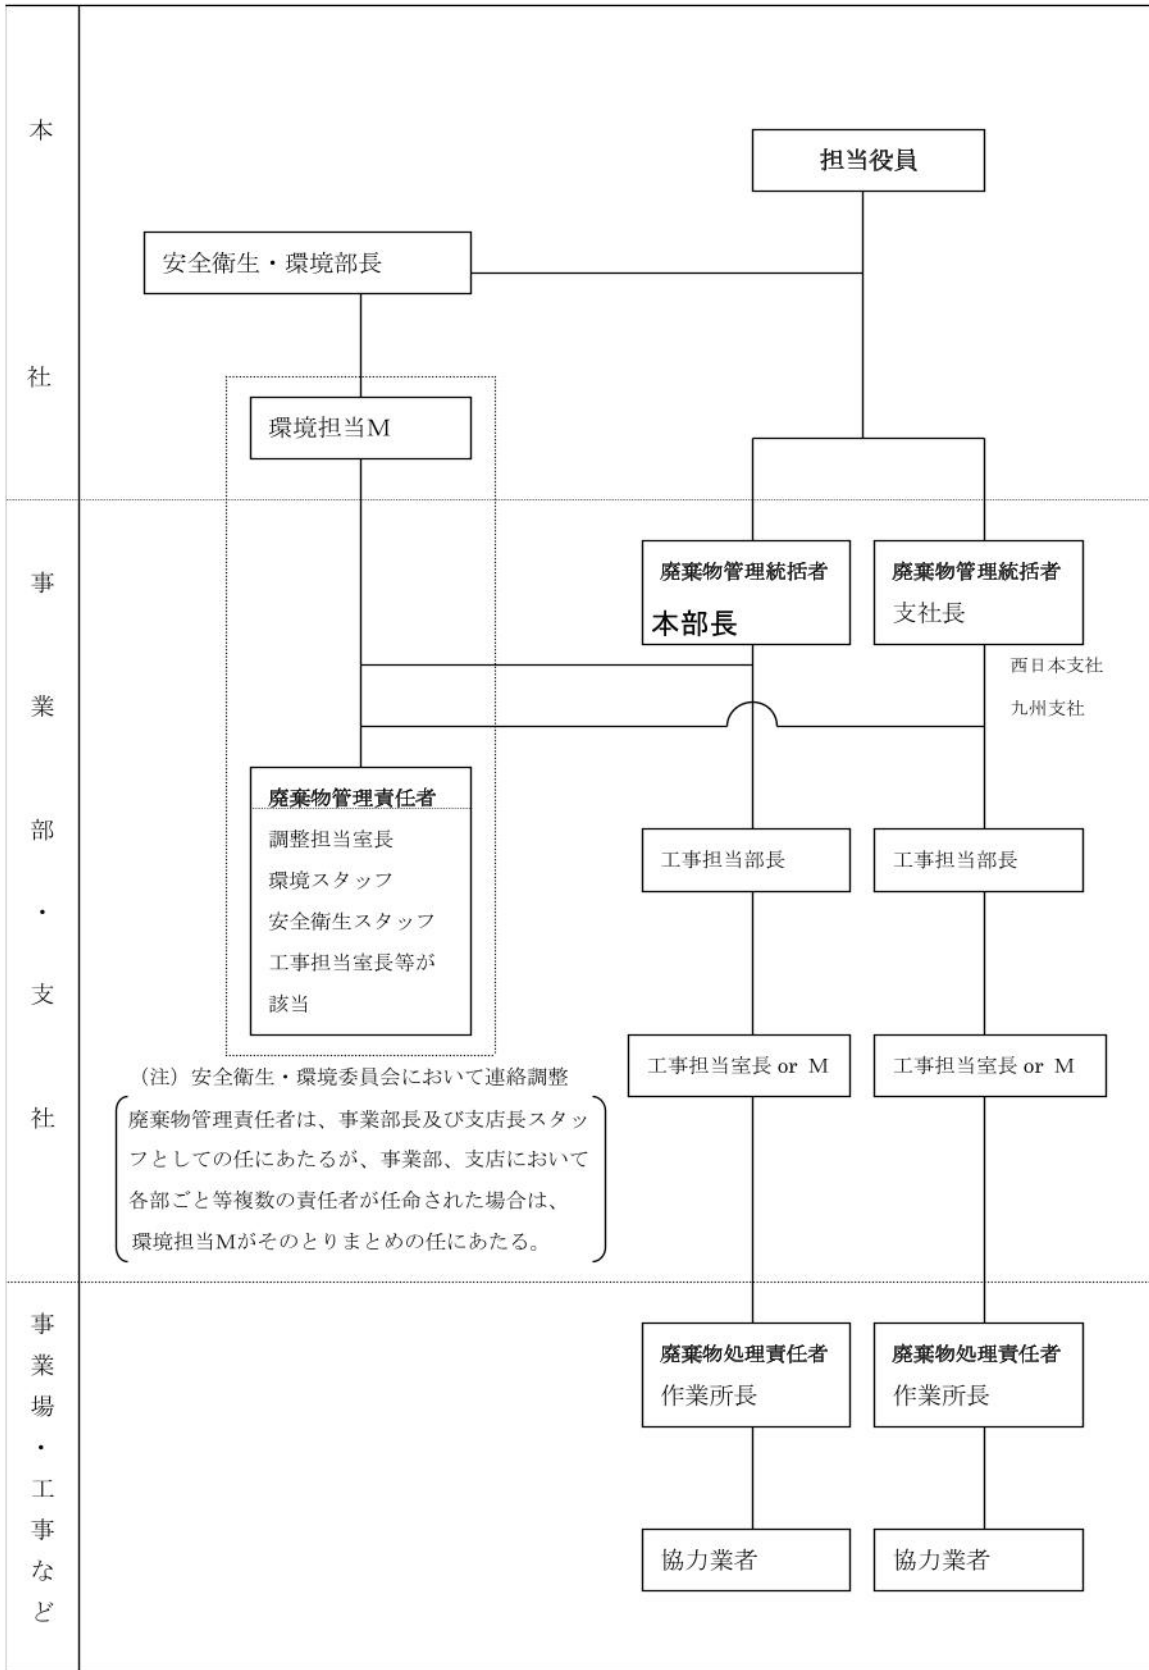 本社
担当役員
安全衛生・環境部長
環境担当M
事業部・支社
廃棄物管理統括者
本部長
廃棄物管理統括者
支社長
西日本支社
九州支社
廃棄物管理責任者
調整担当室長
環境スタッフ
安全衛生スタッフ
工事担当室長等が
該当
工事担当部長
工事担当部長
工事担当室長 or M
工事担当室長 or M
（注）安全衛生・環境委員会において連絡調整
廃棄物管理責任者は、事業部長及び支店長スタッ
フとしての任にあたるが、事業部、支店において
各部ごと等複数の責任者が任命された場合は、
環境担当Mがそのとりまとめの任にあたる。
事業場・工事など
廃棄物処理責任者
作業所長
廃棄物処理責任者
作業所長
協力業者
協力業者